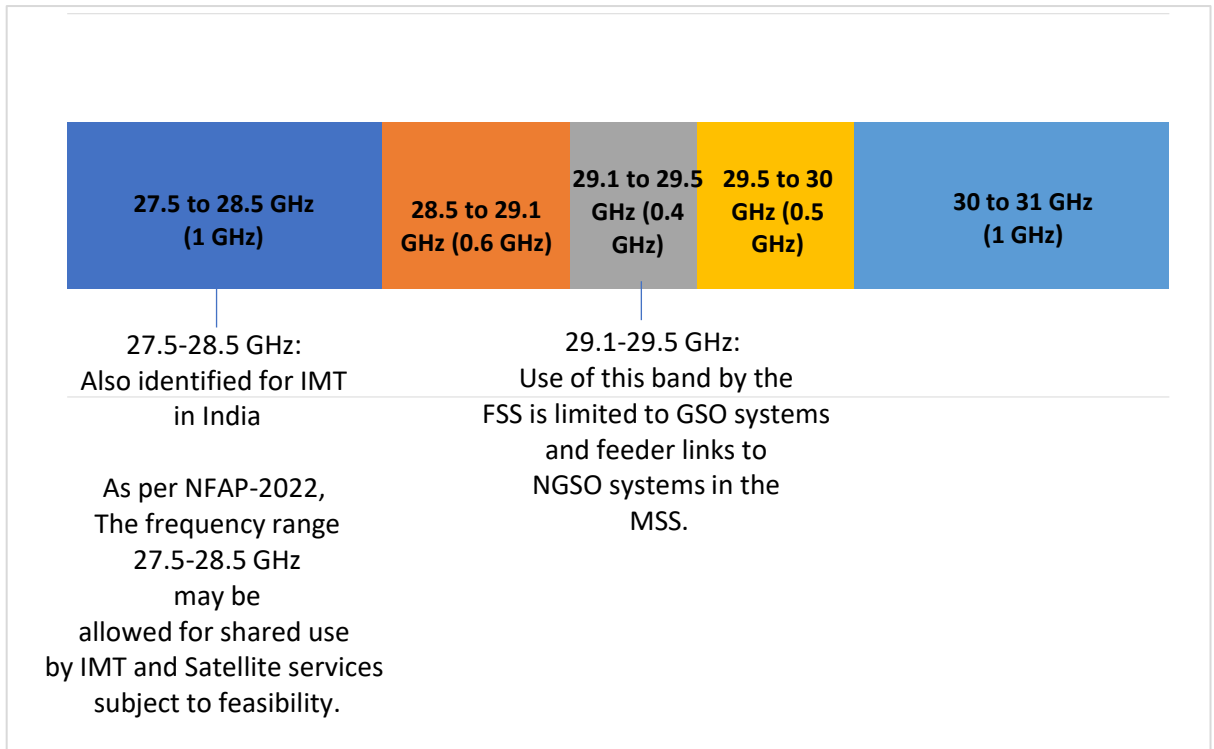 27.5 to 28.5 GHz
(1 GHz)
28.5 to 29.1
GHz (0.6 GHz)
29.1 to 29.5
GHz (0.4
GHz)
29.5 to 30
GHz (0.5
GHz)
30 to 31 GHz
(1 GHz)
27.5-28.5 GHz:
Also identified for IMT
in India
As per NFAP-2022,
The frequency range
27.5-28.5 GHz
may be
allowed for shared use
by IMT and Satellite services
subject to feasibility.
29.1-29.5 GHz:
Use of this band by the
FSS is limited to GSO systems
and feeder links to
NGSO systems in the
MSS.